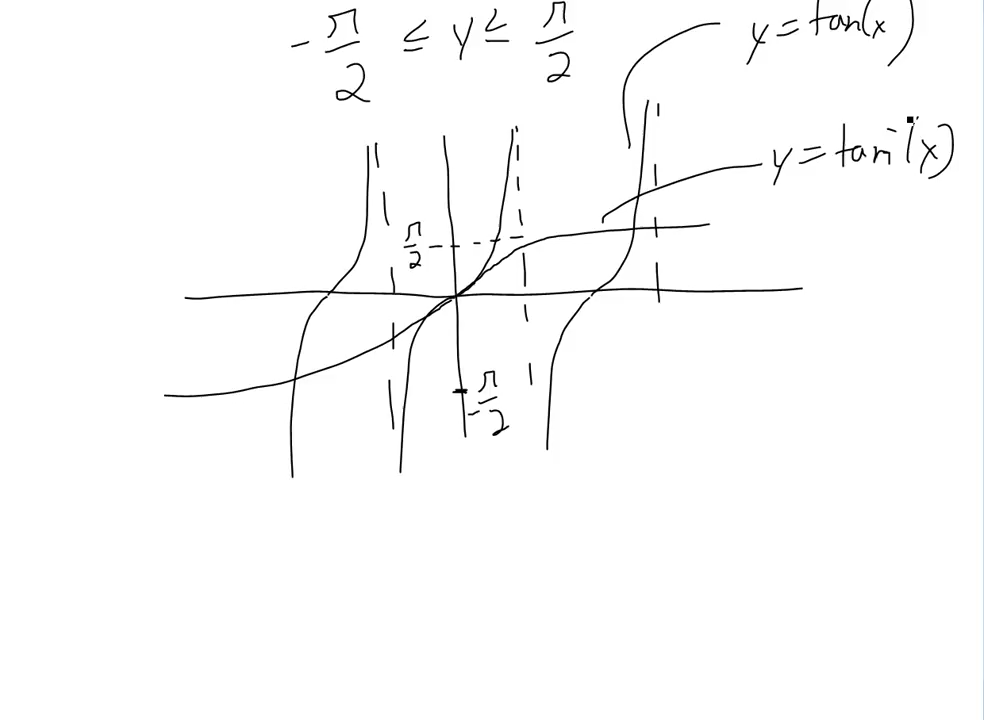 -π/2 ≤ y ≤ π/2
y = tan(x)
y = tan⁻¹(x)
π/2
-π/2